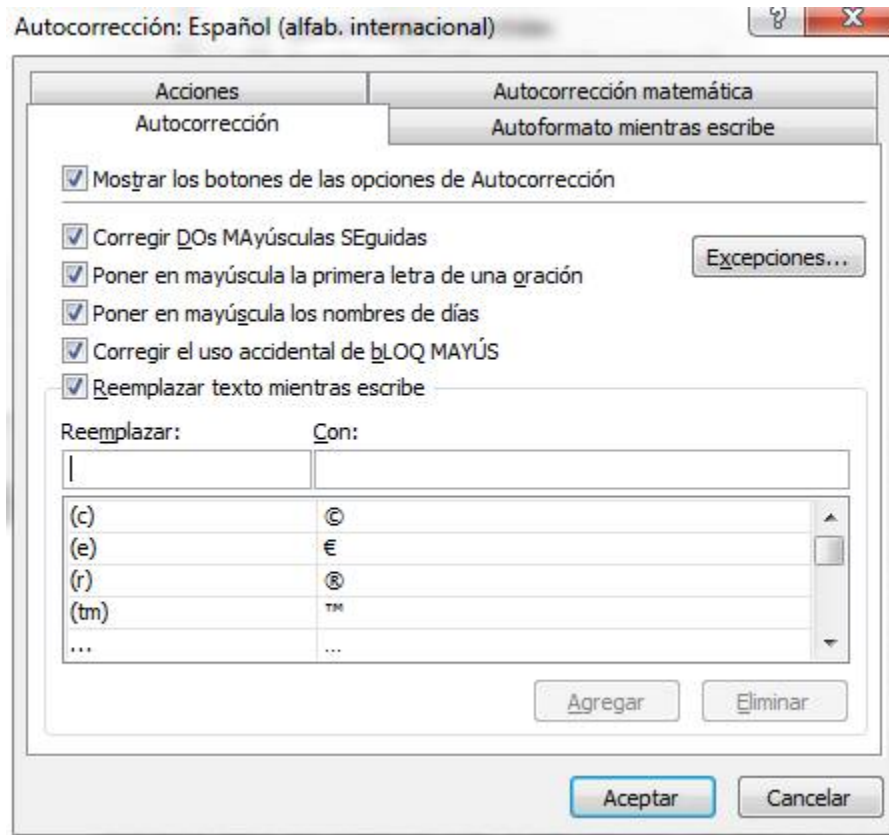 Autocorrección: Español (alfab. internacional)
?
Acciones
Autocorrección matemática
Autocorrección
Autoformato mientras escribe
Mostrar los botones de las opciones de Autocorrección
Corregir DOs MAyúsculas SEguidas
Excepciones...
Poner en mayúscula la primera letra de una oración
Poner en mayúscula los nombres de días
Corregir el uso accidental de bLOQ MAYÚS
Reemplazar texto mientras escribe
Reemplazar: Con:
(c) ©
(e) €
(r) ®
(tm) ™
... …
Agregar Eliminar
Aceptar Cancelar